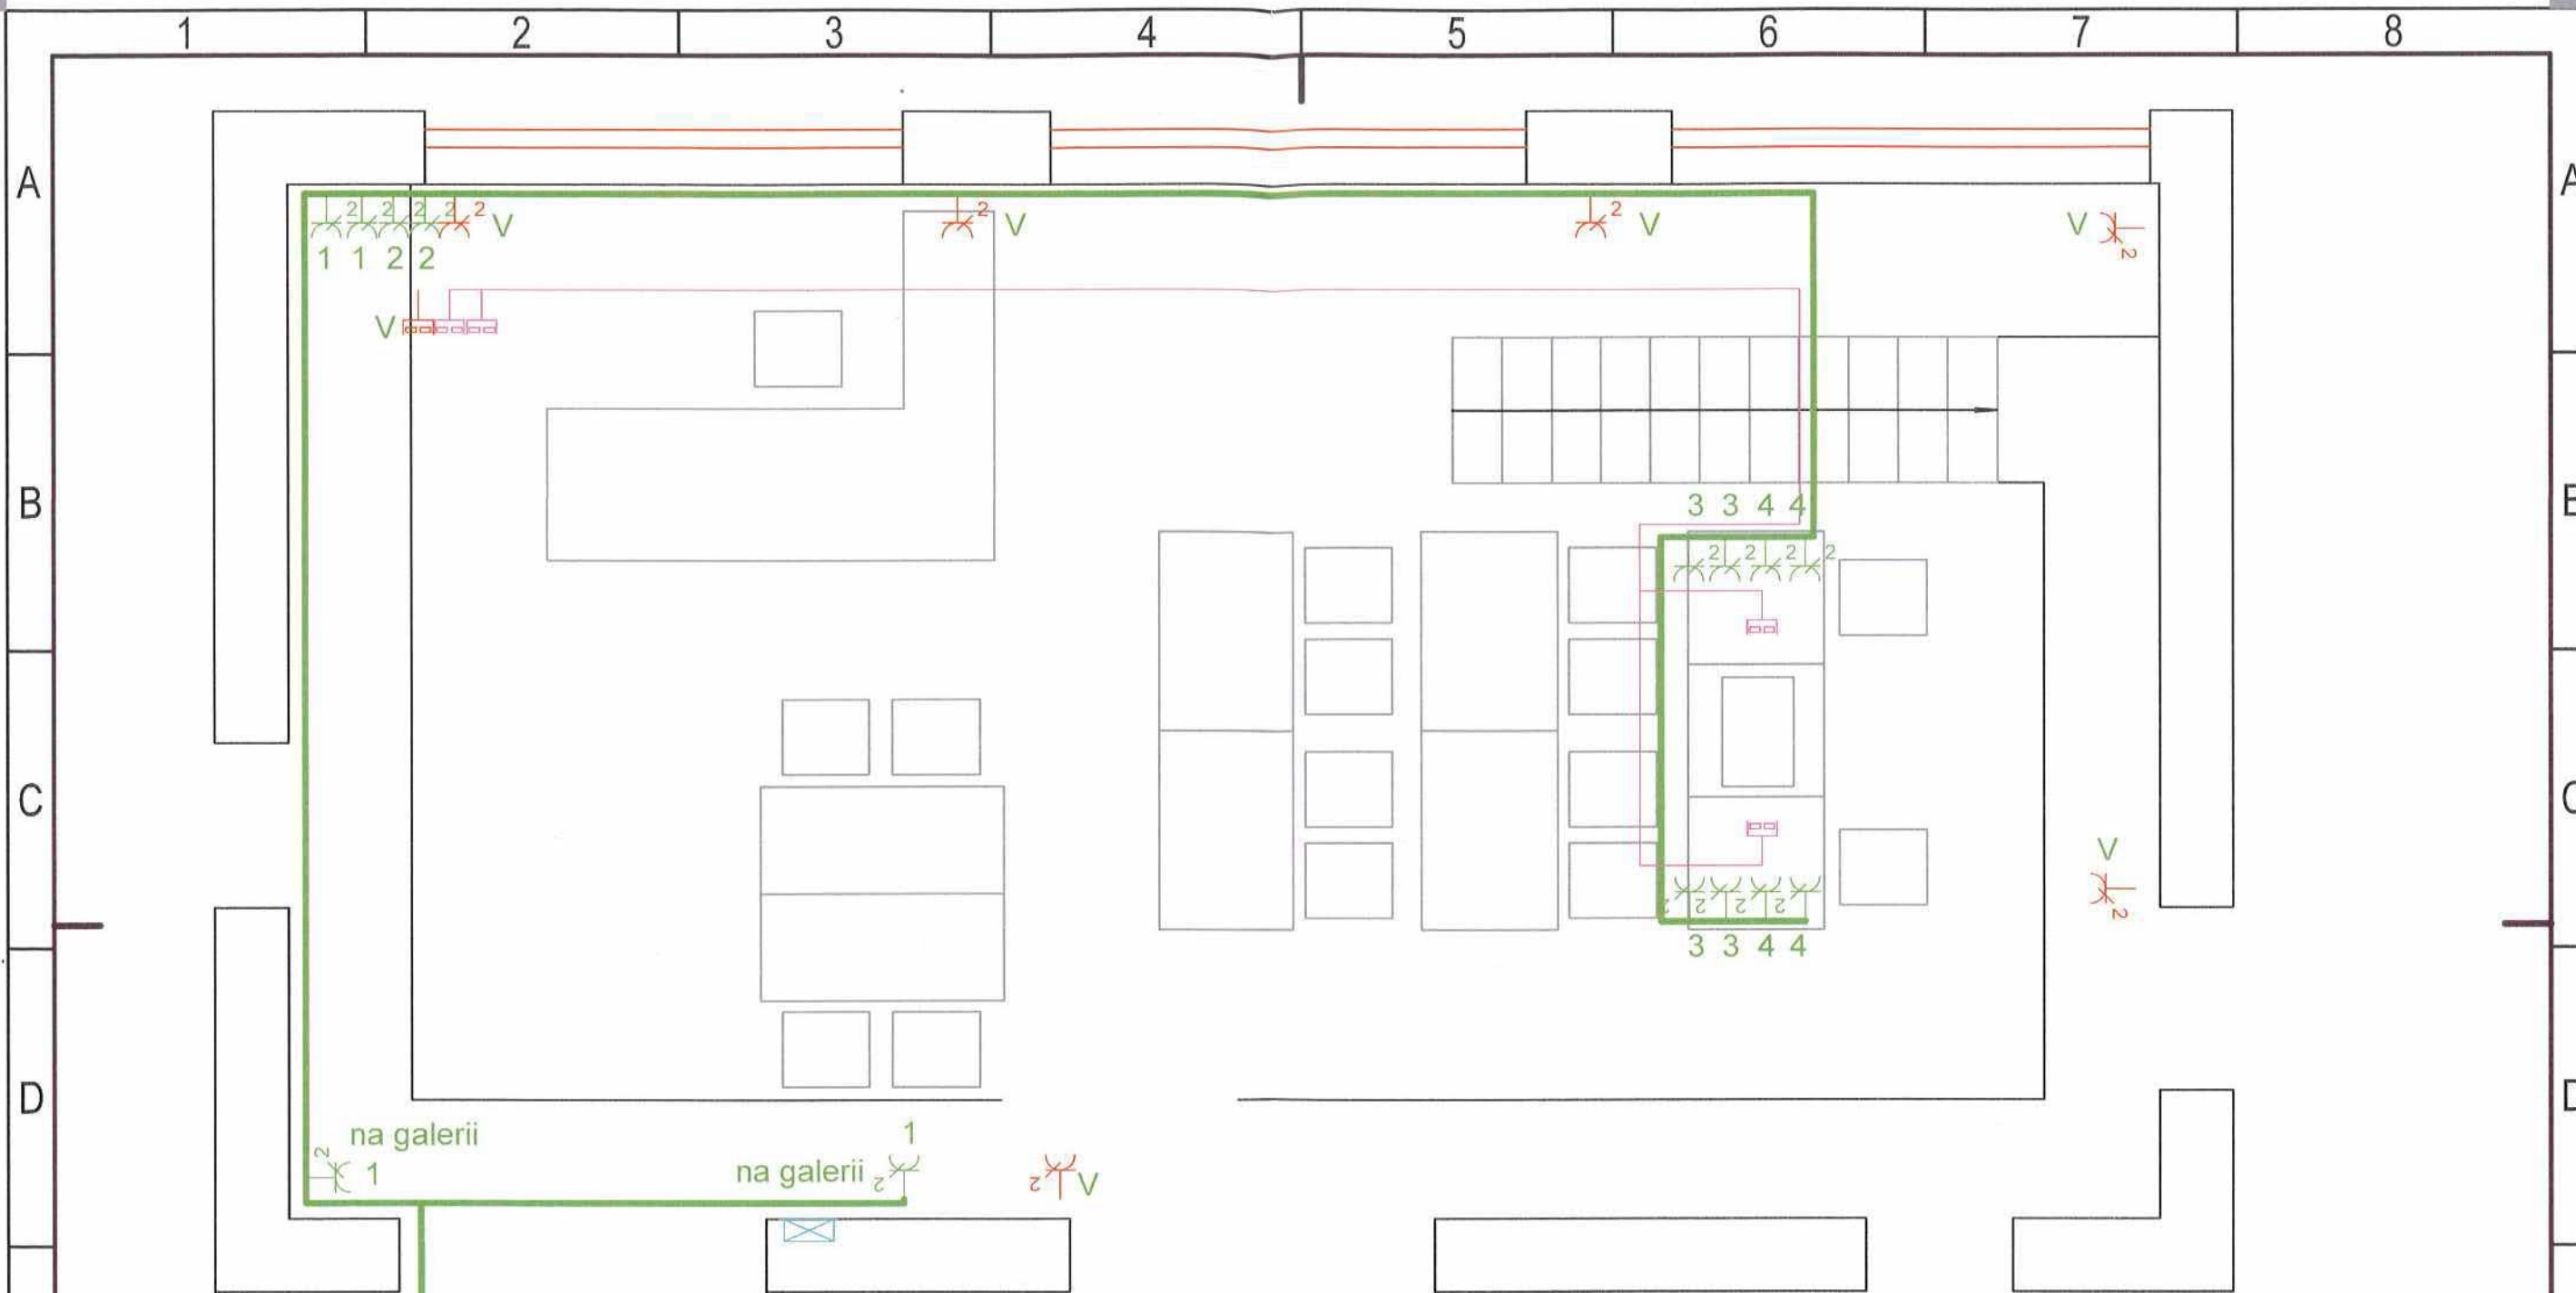 1 2 3 4 5 6 7 8
A A
2 2 2 2 2 V 2 V 2 V V 2
1 1 2 2
V
B
3 3 4 4
2 2 2 2
C
V
2
2 2 2 2
3 3 4 4
D
na galerii 1
2 1 na galerii 2 2 V